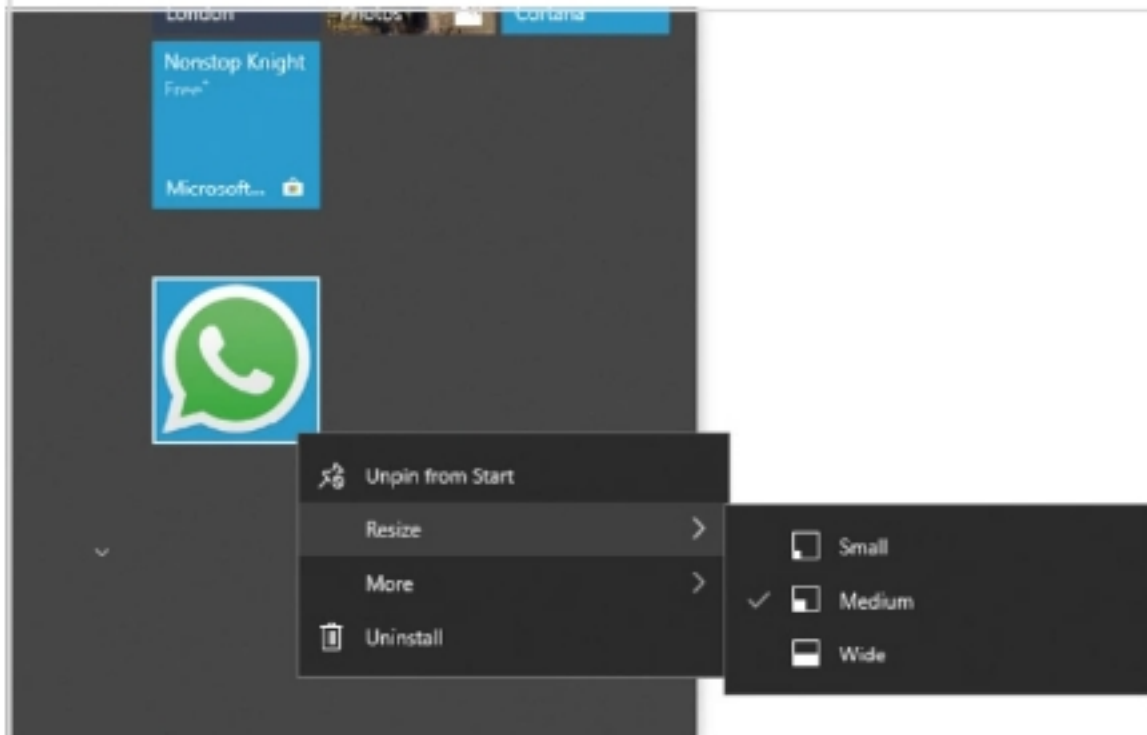 London Photos Cortana
Nonstop Knight
Free*
Microsoft...
Unpin from Start
Resize
More
Uninstall
Small
Medium
Wide